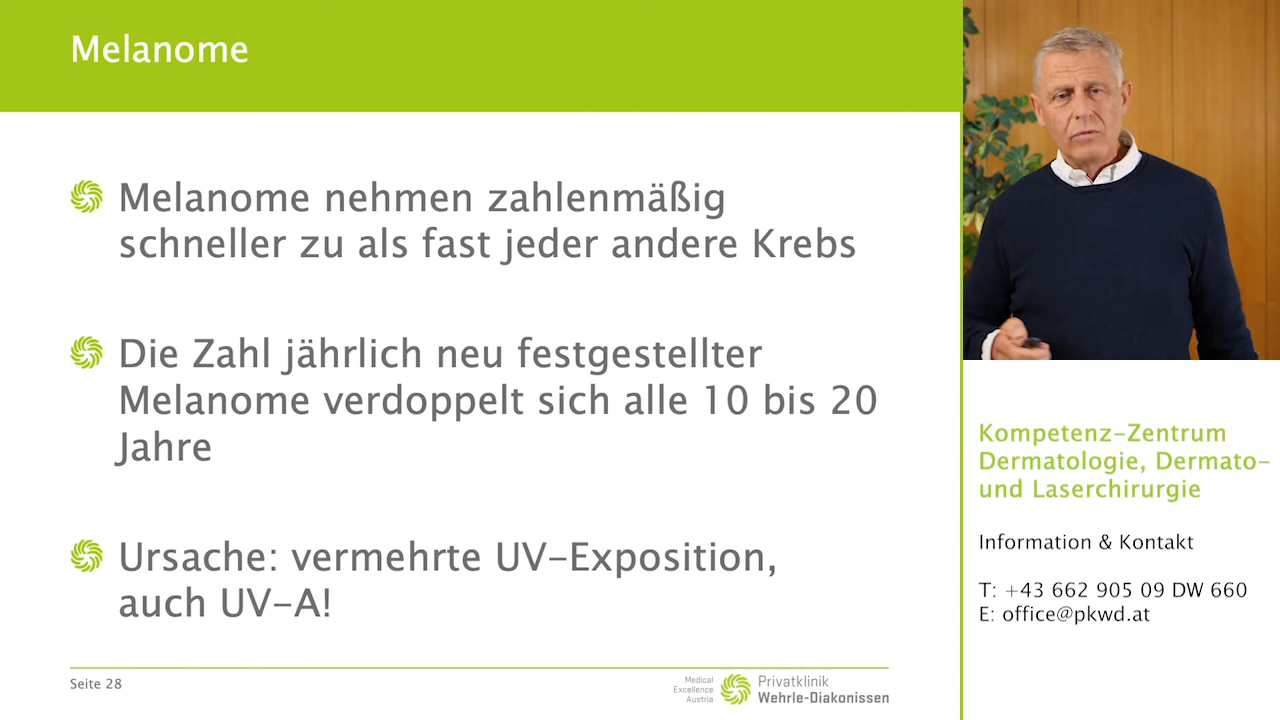 Melanome
Melanome nehmen zahlenmäßig
schneller zu als fast jeder andere Krebs
Die Zahl jährlich neu festgestellter
Melanome verdoppelt sich alle 10 bis 20
Jahre
Ursache: vermehrte UV-Exposition,
auch UV-A!
Seite 28
Medical
Excellence
Austria
Privatklinik
Wehrle-Diakonissen
Kompetenz-Zentrum
Dermatologie, Dermato-
und Laserchirurgie
Information & Kontakt
T: +43 662 905 09 DW 660
E: office@pkwd.at